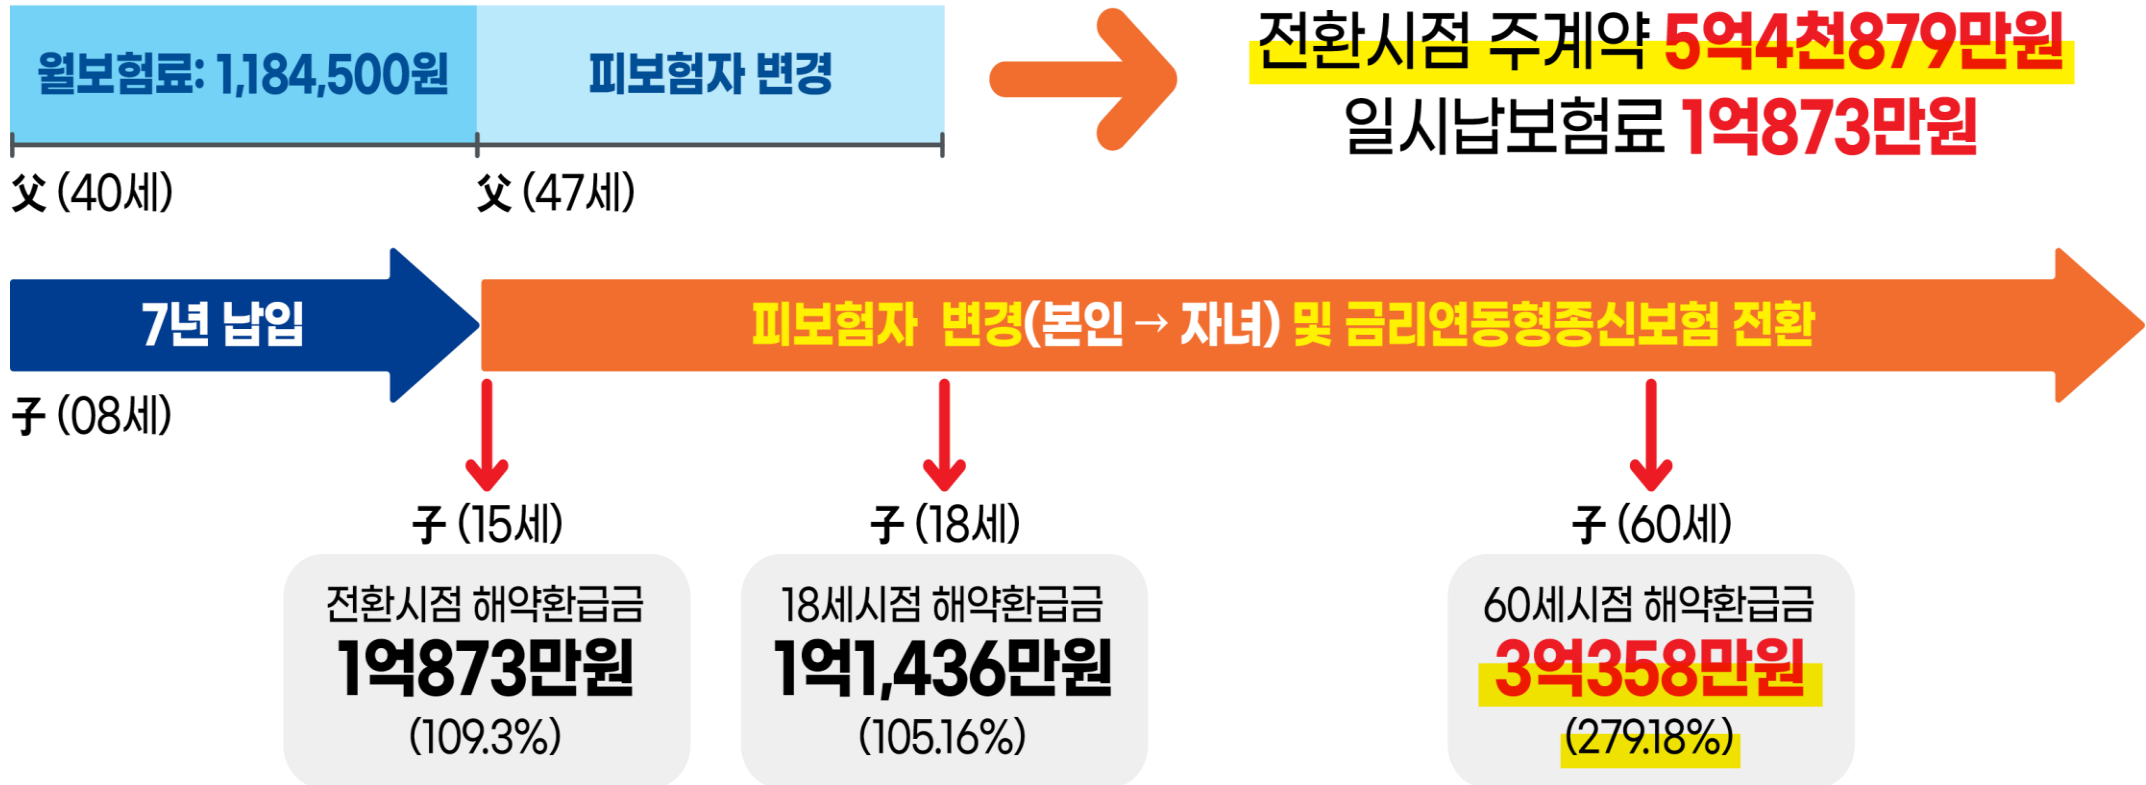 월보험료: 1,184,500원
피보험자 변경
전환시점 주계약 5억4천879만원
일시납보험료 1억873만원
父 (40세)
父 (47세)
7년 납입
피보험자 변경(본인 → 자녀) 및 금리연동형종신보험 전환
子 (08세)
子 (15세)
전환시점 해약환급금
1억873만원
(109.3%)
子 (18세)
18세시점 해약환급금
1억1,436만원
(105.16%)
子 (60세)
60세시점 해약환급금
3억358만원
(279.18%)